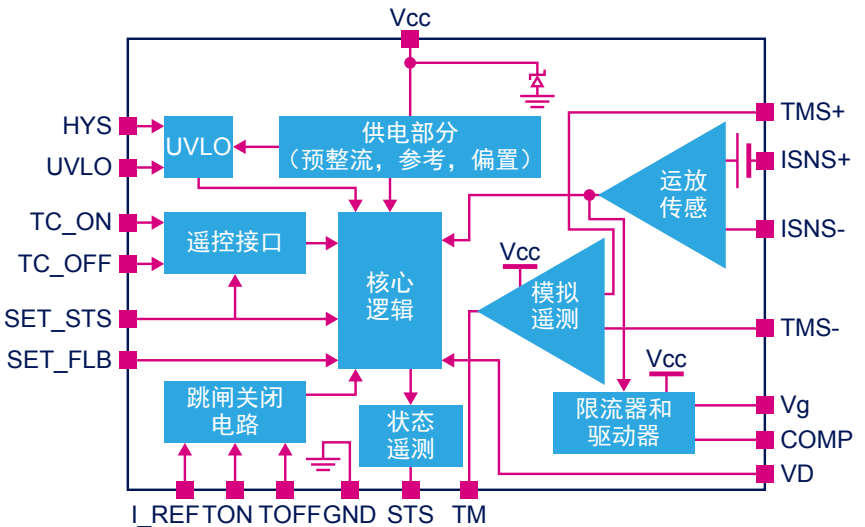 Vcc
HYS
UVLO
TC_ON
TC_OFF
SET_STS
SET_FLB
UVLO
供电部分
（预整流，参考，偏置）
遥控接口
核心
逻辑
运放
传感
Vcc
模拟
遥测
跳闸关闭
电路
状态
遥测
Vcc
限流器和
驱动器
TMS+
ISNS+
ISNS-
TMS-
Vg
COMP
VD
I_REF TON TOFF GND STS TM